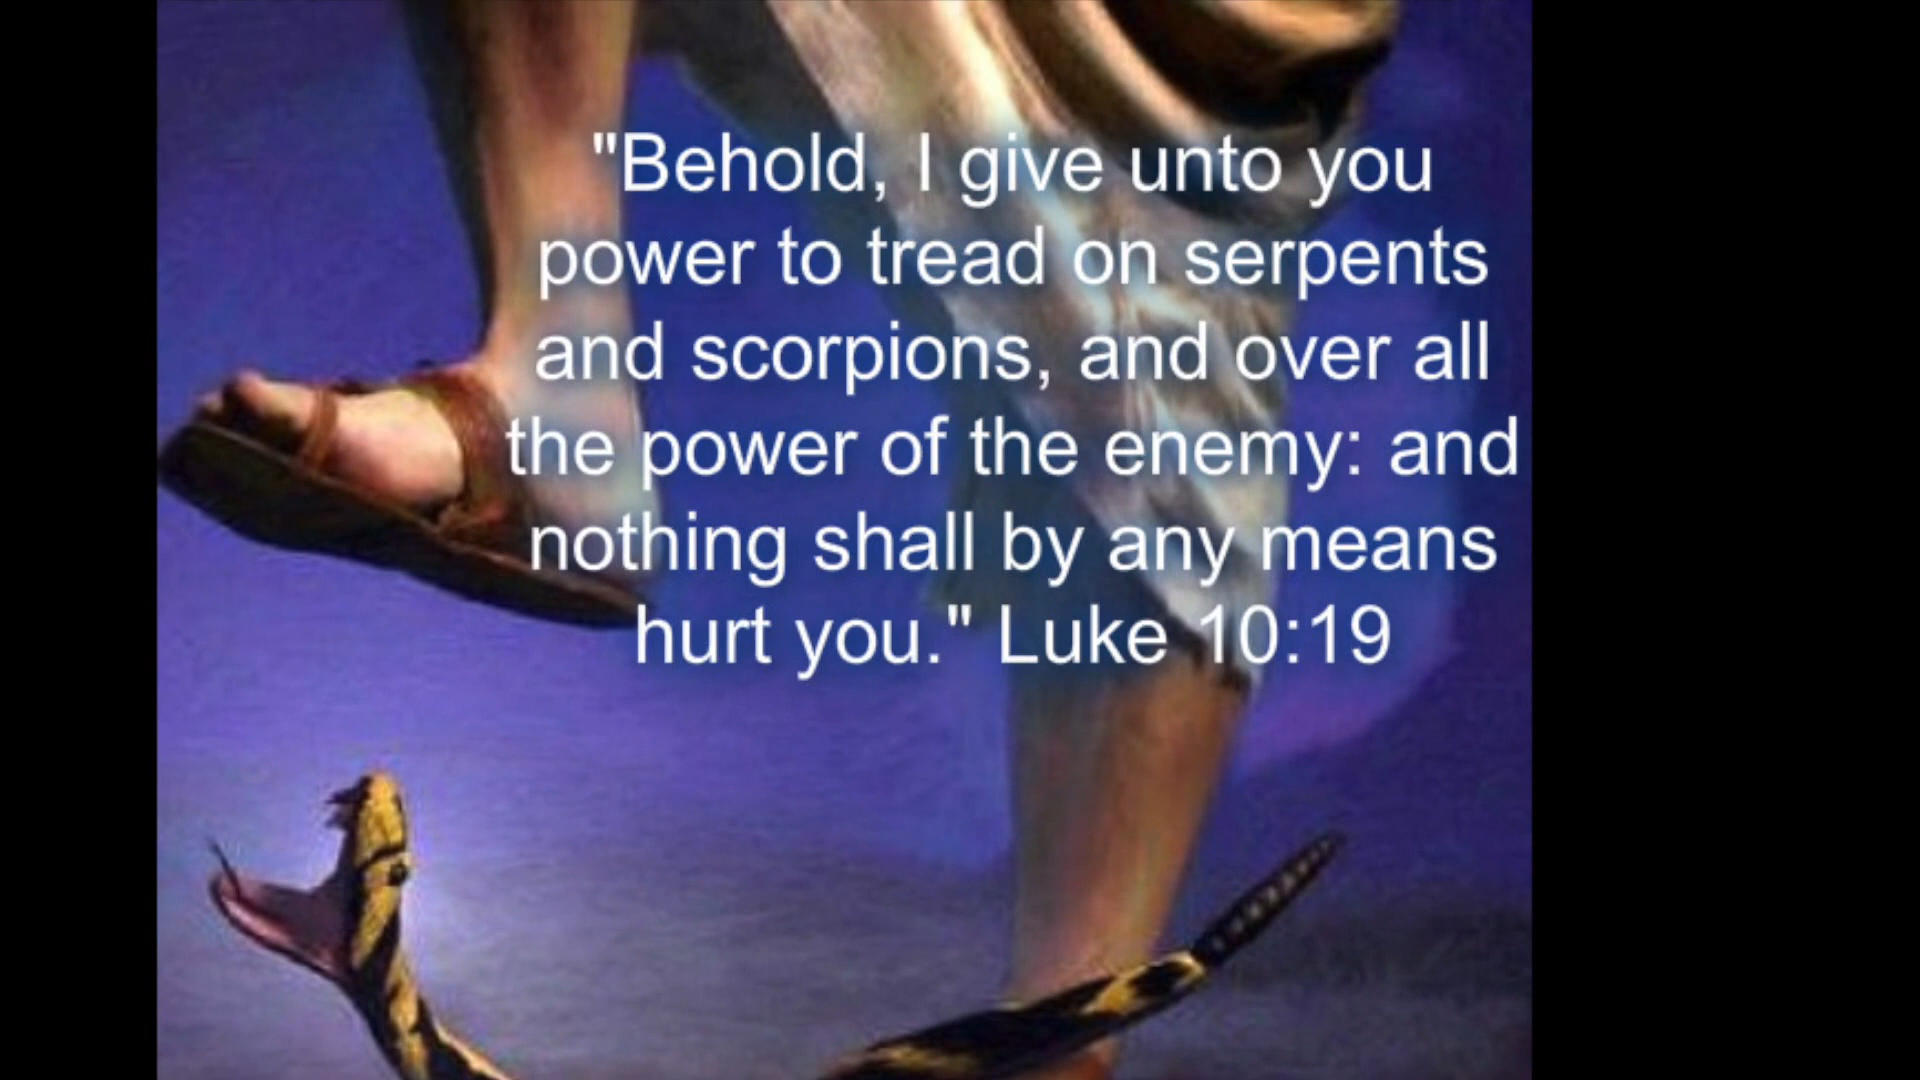 "Behold, I give unto you
power to tread on serpents
and scorpions, and over all
the power of the enemy: and
nothing shall by any means
hurt you." Luke 10:19